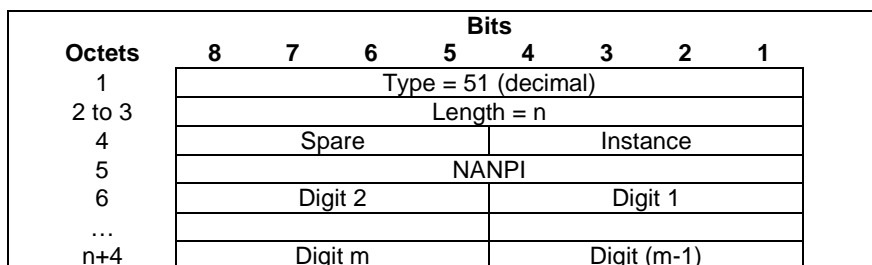 Bits
Octets 8 7 6 5 4 3 2 1
1 Type = 51 (decimal)
2 to 3 Length = n
4 Spare Instance
5 NANPI
6 Digit 2 Digit 1
…
n+4 Digit m Digit (m-1)